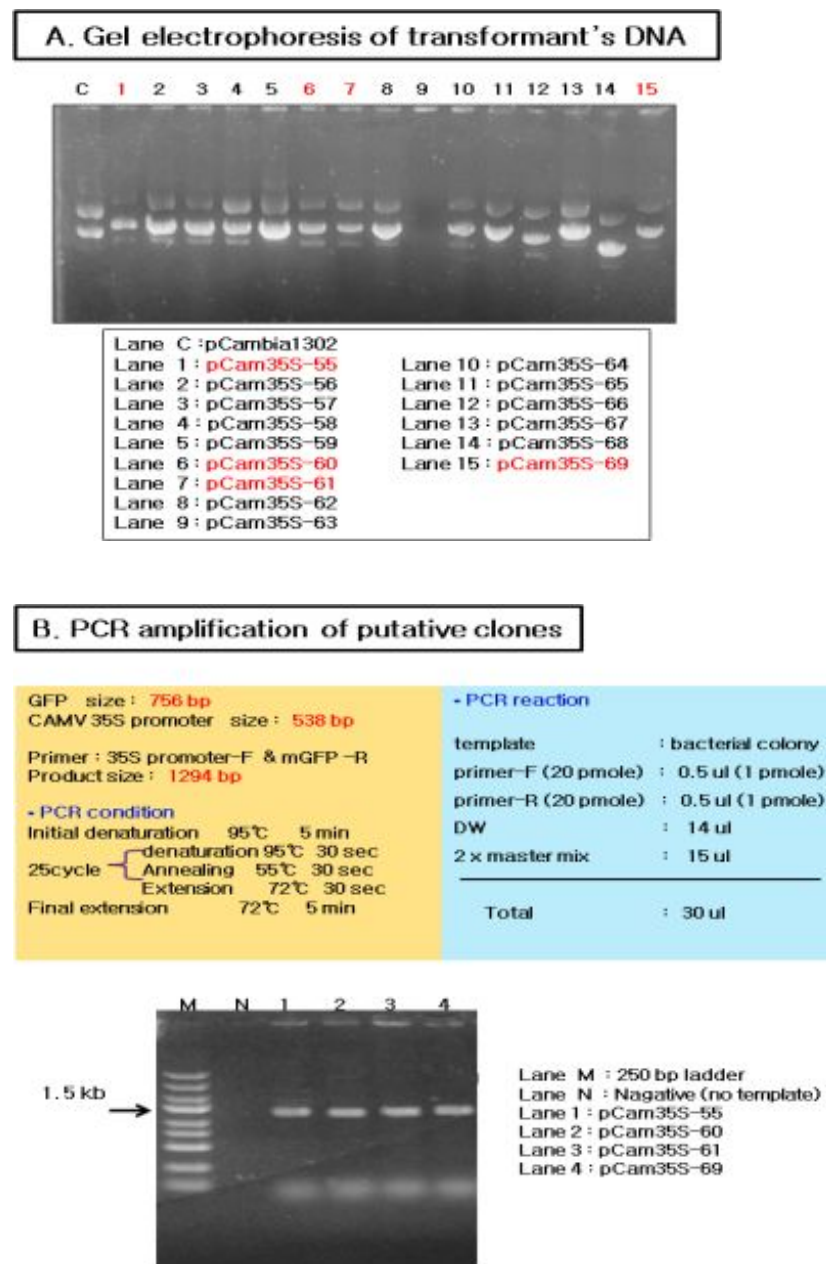 A. Gel electrophoresis of transformant's DNA
C 1 2 3 4 5 6 7 8 9 10 11 12 13 14 15
Lane C : pCambia1302
Lane 1 : pCam35S-55
Lane 2 : pCam35S-56
Lane 3 : pCam35S-57
Lane 4 : pCam35S-58
Lane 5 : pCam35S-59
Lane 6 : pCam35S-60
Lane 7 : pCam35S-61
Lane 8 : pCam35S-62
Lane 9 : pCam35S-63
Lane 10 : pCam35S-64
Lane 11 : pCam35S-65
Lane 12 : pCam35S-66
Lane 13 : pCam35S-67
Lane 14 : pCam35S-68
Lane 15 : pCam35S-69
B. PCR amplification of putative clones
GFP size : 756 bp
CAMV 35S promoter size : 538 bp
Primer : 35S promoter-F & mGFP -R
Product size : 1294 bp
- PCR condition
Initial denaturation 95℃ 5 min
denaturation 95℃ 30 sec
25cycle Annealing 55℃ 30 sec
Extension 72℃ 30 sec
Final extension 72℃ 5 min
- PCR reaction
template : bacterial colony
primer-F (20 pmole) : 0.5 ul (1 pmole)
primer-R (20 pmole) : 0.5 ul (1 pmole)
DW : 14 ul
2 x master mix : 15 ul
Total : 30 ul
M N 1 2 3 4
1.5 kb
Lane M : 250 bp ladder
Lane N : Nagative (no template)
Lane 1 : pCam35S-55
Lane 2 : pCam35S-60
Lane 3 : pCam35S-61
Lane 4 : pCam35S-69